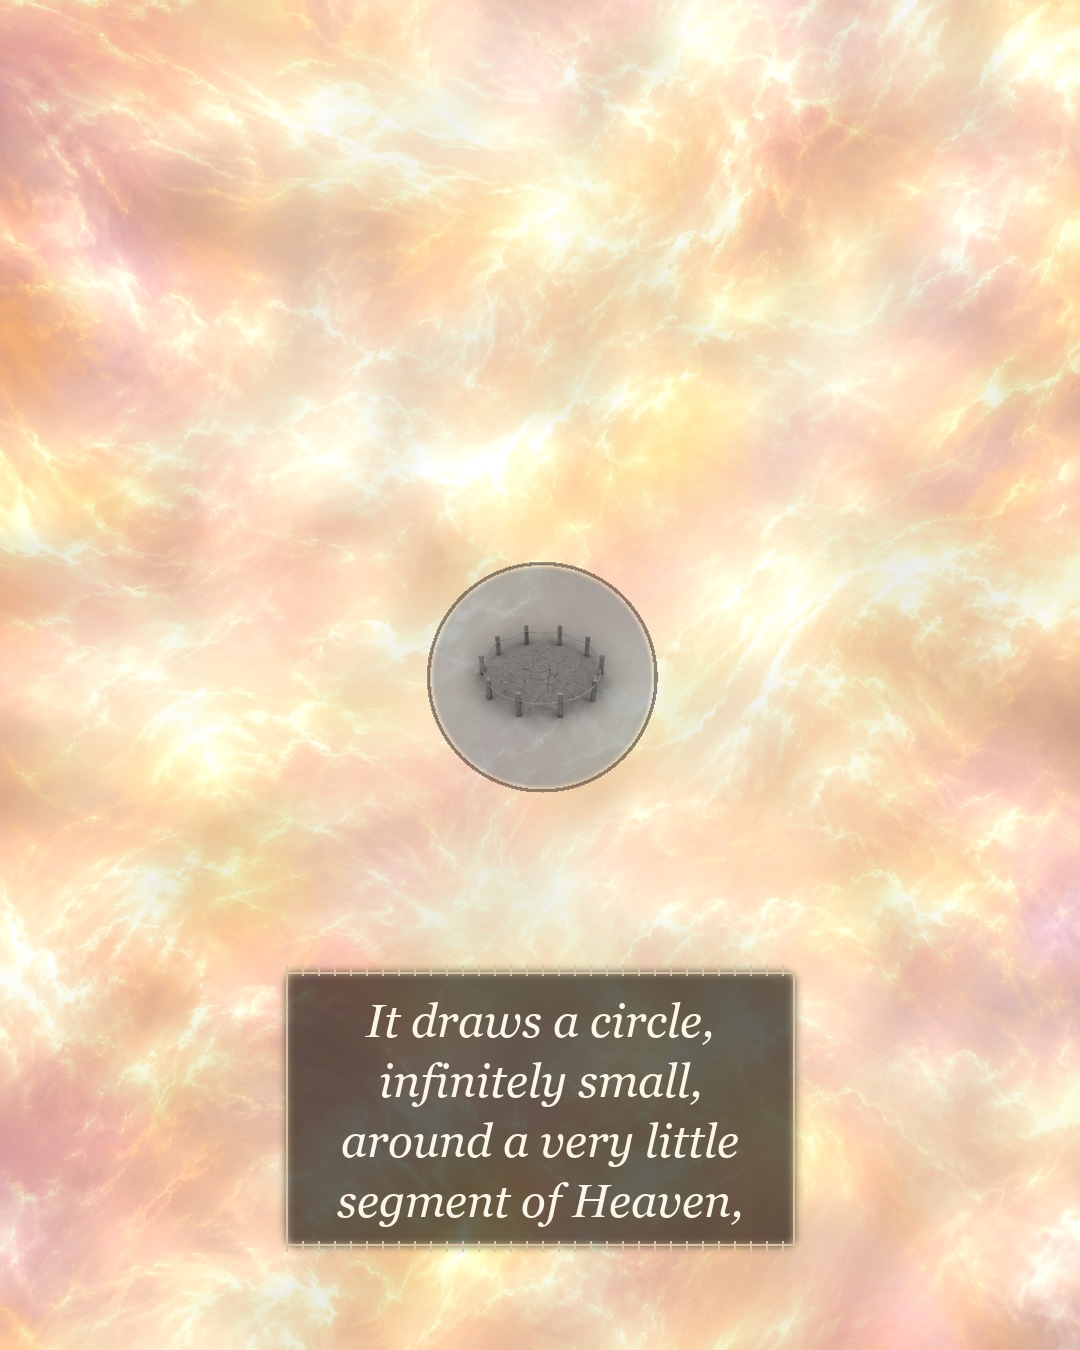 It draws a circle,
infinitely small,
around a very little
segment of Heaven,